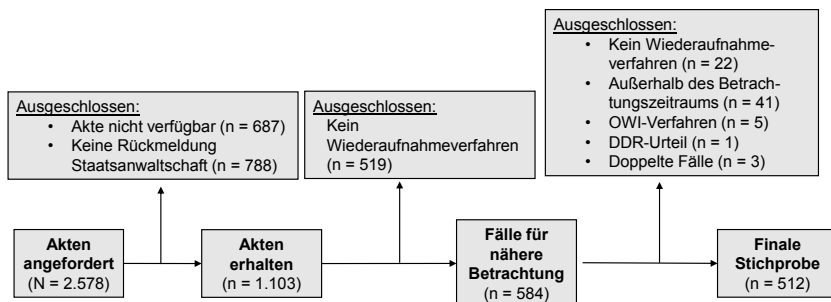 Ausgeschlossen:
• Akte nicht verfügbar (n = 687)
• Keine Rückmeldung
Staatsanwaltschaft (n = 788)
Ausgeschlossen:
Kein
Wiederaufnahmeverfahren
(n = 519)
Ausgeschlossen:
• Kein Wiederaufnahme-
verfahren (n = 22)
• Außerhalb des Betrach-
tungszeitraums (n = 41)
• OWI-Verfahren (n = 5)
• DDR-Urteil (n = 1)
• Doppelte Fälle (n = 3)
Akten
angefordert
(N = 2.578)
Akten
erhalten
(n = 1.103)
Fälle für
nähere
Betrachtung
(n = 584)
Finale
Stichprobe
(n = 512)